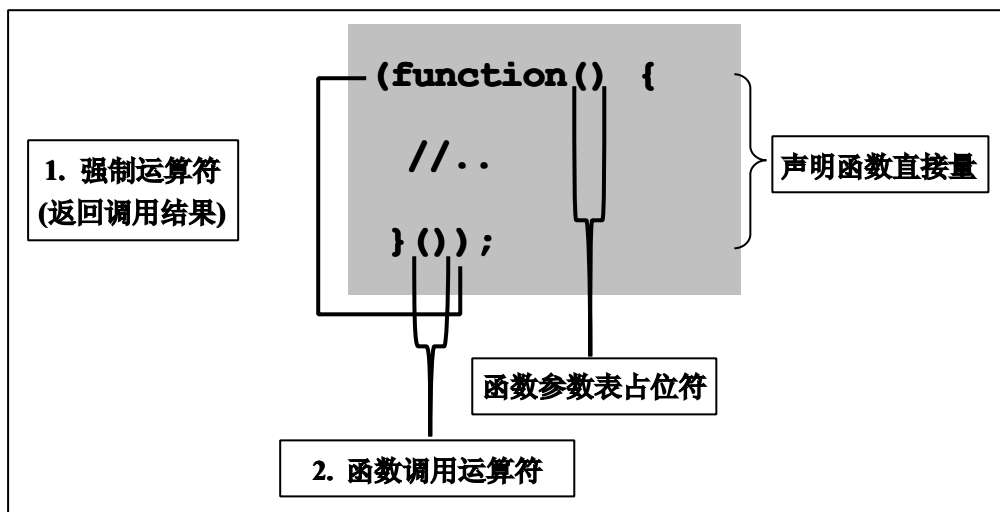 (function() {
//..
}());
1. 强制运算符
(返回调用结果)
声明函数直接量
函数参数表占位符
2. 函数调用运算符